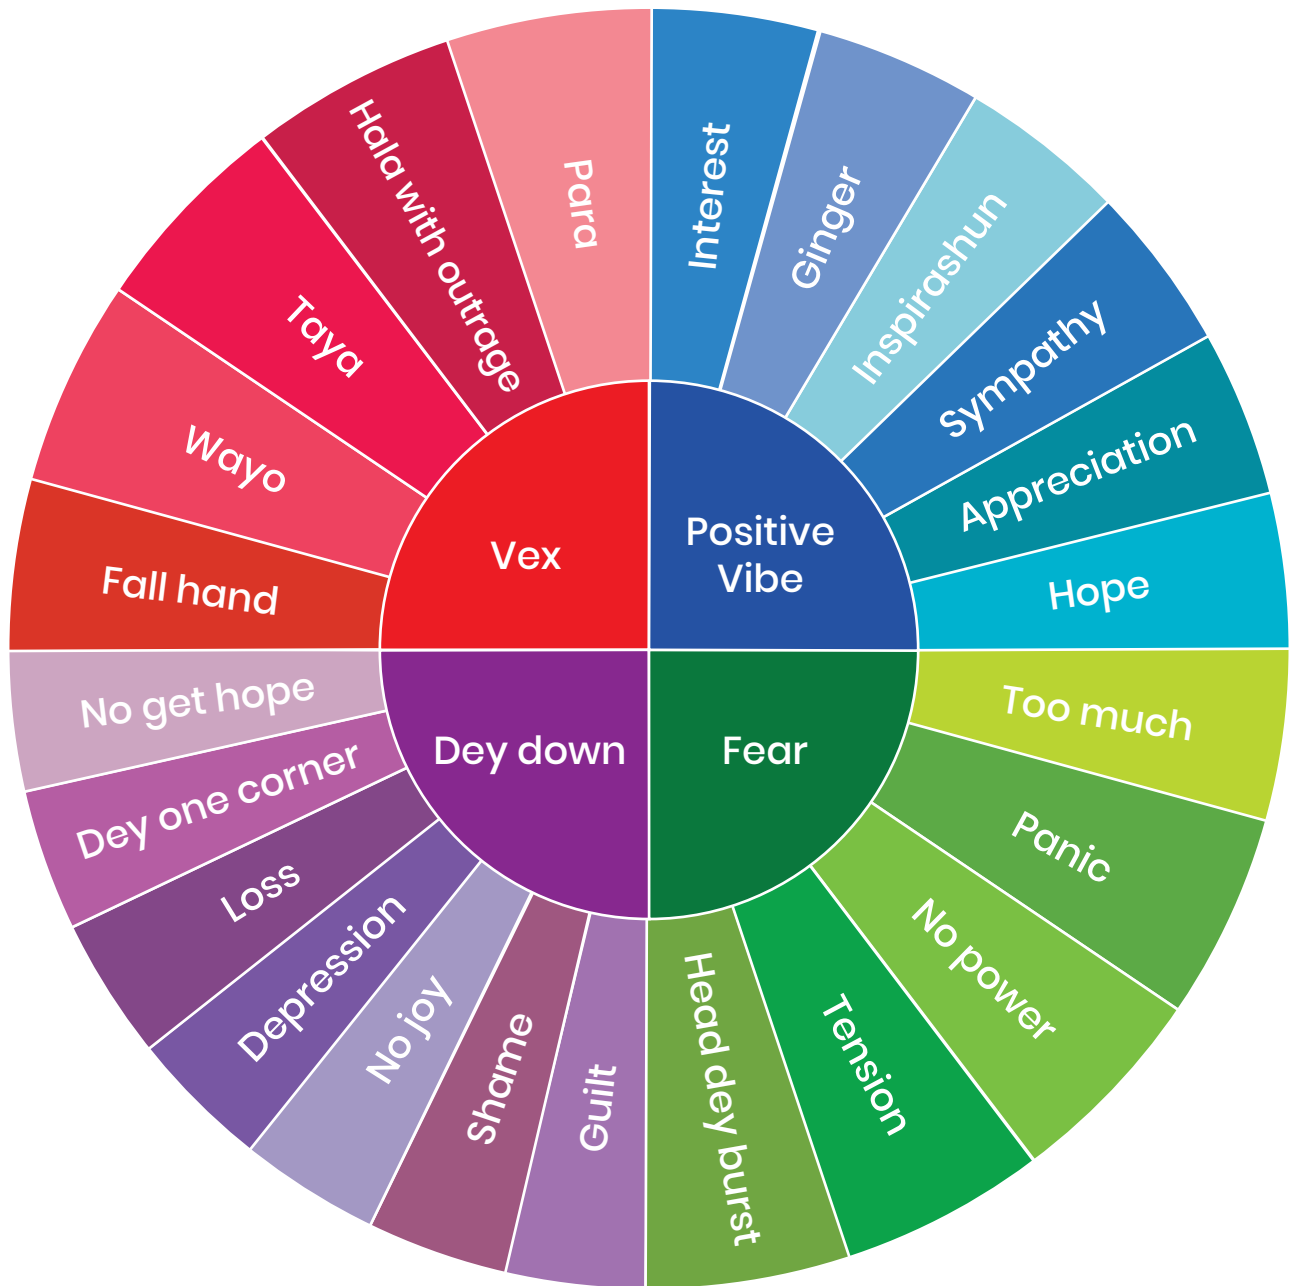 Para
Interest
Ginger
Inspirashun
Sympathy
Appreciation
Hope
Too much
Panic
No power
Tension
Head dey burst
Guilt
Shame
No joy
Depression
Loss
Dey one corner
No get hope
Fall hand
Wayo
Taya
Hala with outrage
Vex
Positive
Vibe
Dey down
Fear